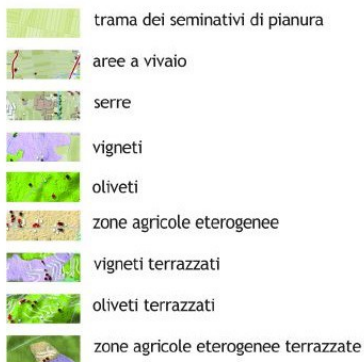 trama dei seminativi di pianura
aree a vivaio
serre
vigneti
oliveti
zone agricole eterogenee
vigneti terrazzati
oliveti terrazzati
zone agricole eterogenee terrazzate